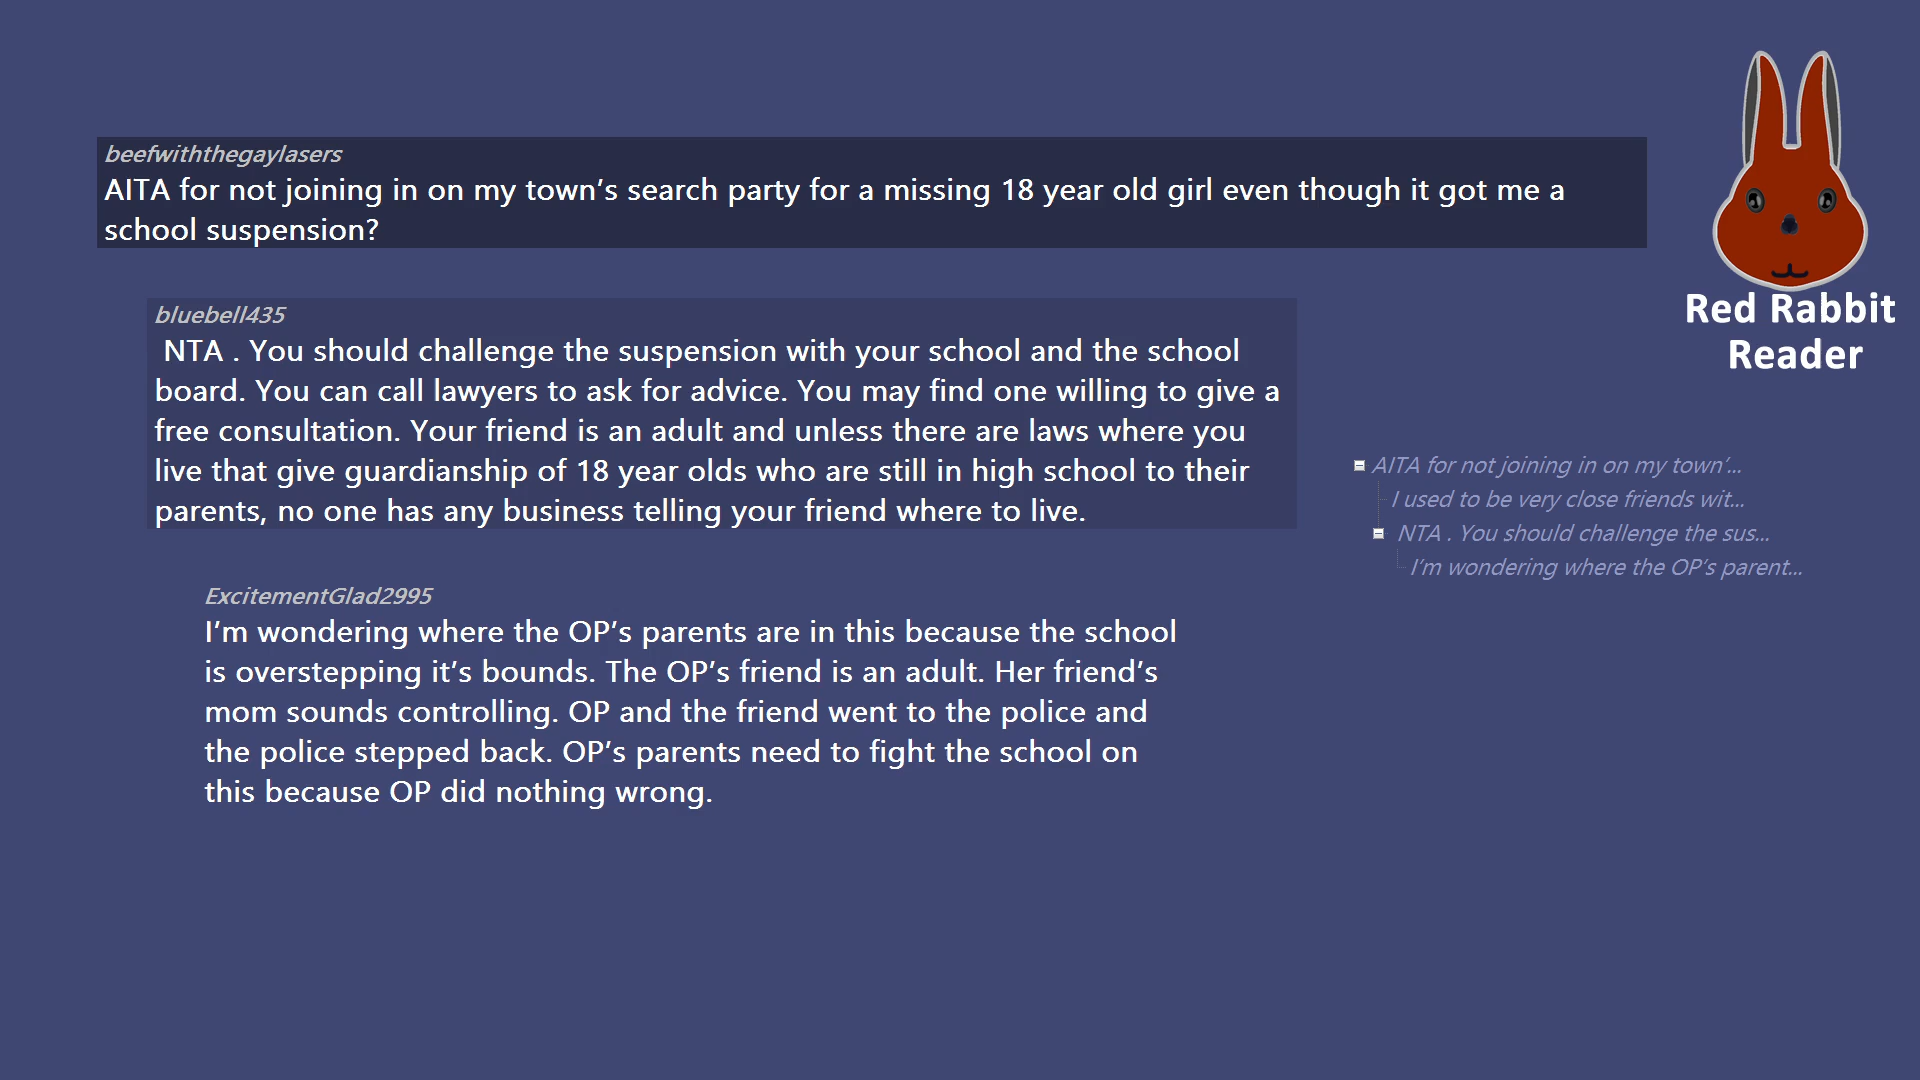 beefwiththegaylasers
AITA for not joining in on my town’s search party for a missing 18 year old girl even though it got me a
school suspension?
bluebell435
NTA . You should challenge the suspension with your school and the school
board. You can call lawyers to ask for advice. You may find one willing to give a
free consultation. Your friend is an adult and unless there are laws where you
live that give guardianship of 18 year olds who are still in high school to their
parents, no one has any business telling your friend where to live.
ExcitementGlad2995
I’m wondering where the OP’s parents are in this because the school
is overstepping it’s bounds. The OP’s friend is an adult. Her friend’s
mom sounds controlling. OP and the friend went to the police and
the police stepped back. OP’s parents need to fight the school on
this because OP did nothing wrong.
Red Rabbit
Reader
AITA for not joining in on my town’...
I used to be very close friends wit...
NTA . You should challenge the sus...
I’m wondering where the OP’s parent...